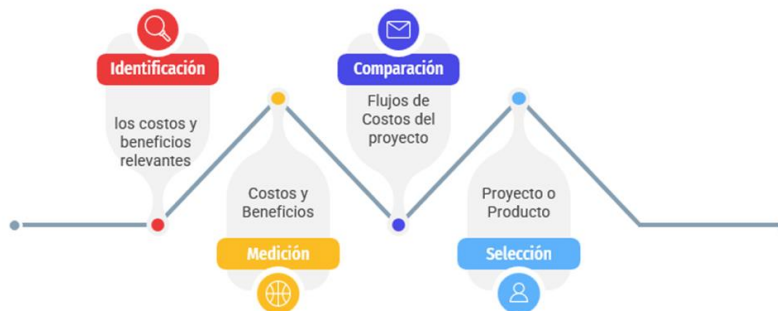 Identificación
los costos y
beneficios
relevantes
Costos y
Beneficios
Medición
Comparación
Flujos de
Costos del
proyecto
Proyecto o
Producto
Selección